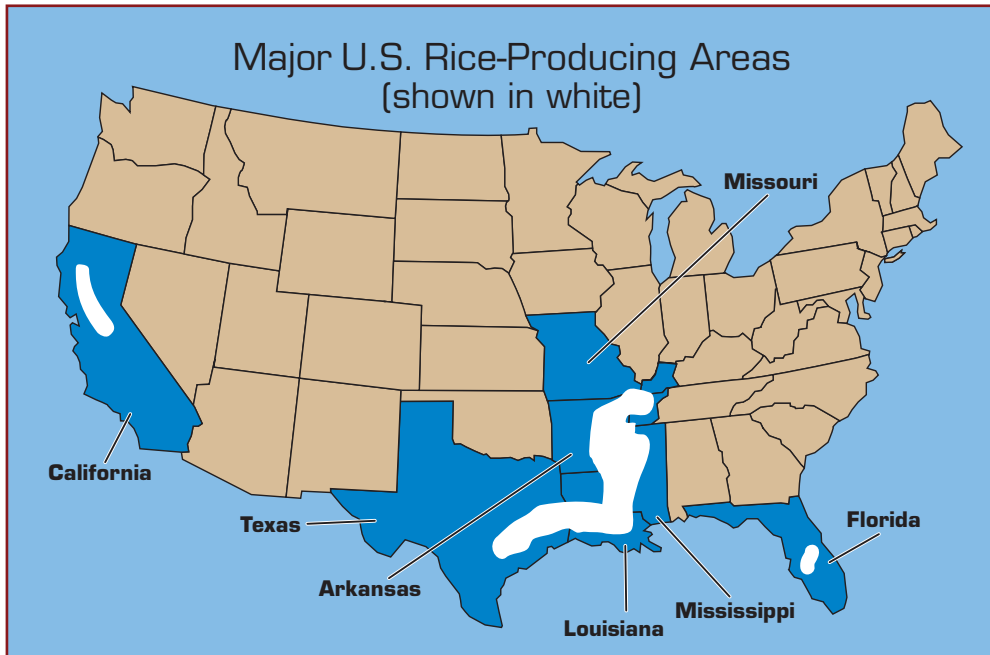 Major U.S. Rice-Producing Areas
(shown in white)
Missouri
California
Texas
Florida
Arkansas
Mississippi
Louisiana